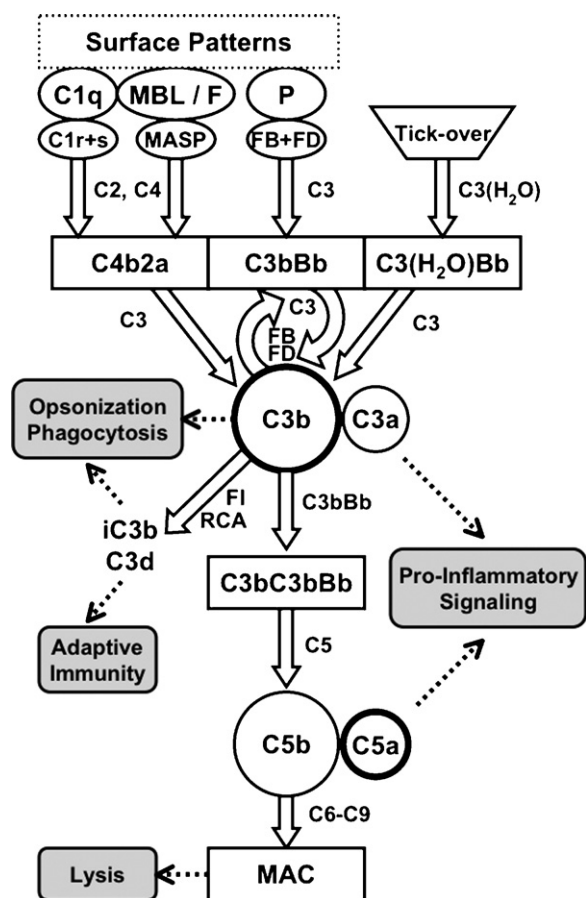 Surface Patterns
C1q
MBL / F
P
C1r+s
MASP
FB+FD
Tick-over
C2, C4
C3
C3(H₂O)
C4b2a
C3bBb
C3(H₂O)Bb
C3
C3
C3
FB
FD
Opsonization
Phagocytosis
C3b
C3a
FI
RCA
C3bBb
iC3b
C3d
C3bC3bBb
Pro-Inflammatory
Signaling
Adaptive
Immunity
C5
C5b
C5a
C6-C9
Lysis
MAC